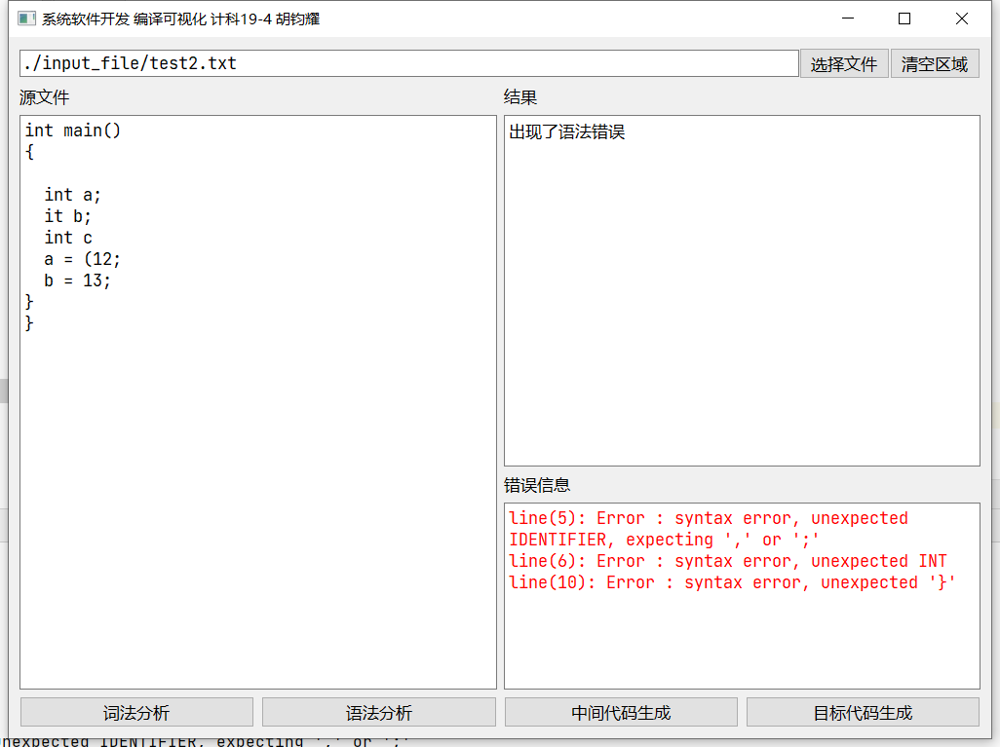 系统软件开发 编译可视化 计科19-4 胡钧耀
./input_file/test2.txt
选择文件
清空区域
源文件
int main()
{
int a;
it b;
int c
a = (12;
b = 13;
}
}
结果
出现了语法错误
错误信息
line(5): Error : syntax error, unexpected
IDENTIFIER, expecting ',' or ';'
line(6): Error : syntax error, unexpected INT
line(10): Error : syntax error, unexpected '}'
词法分析
语法分析
中间代码生成
目标代码生成
nexpected IDENTIFIER, expecting ',' or ';'